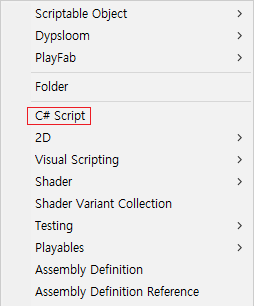 Scriptable Object
Dypsloom
PlayFab
Folder
C# Script
2D
Visual Scripting
Shader
Shader Variant Collection
Testing
Playables
Assembly Definition
Assembly Definition Reference